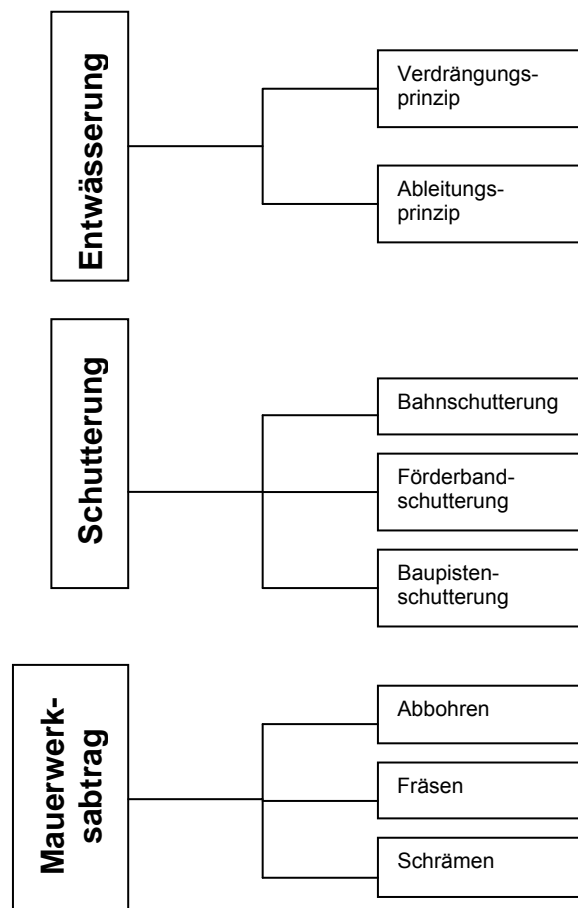 Entwässerung
Verdrängungs-
prinzip
Ableitungs-
prinzip
Schutterung
Bahnschutterung
Förderband-
schutterung
Baupisten-
schutterung
Mauerwerk-
sabtrag
Abbohren
Fräsen
Schrämen